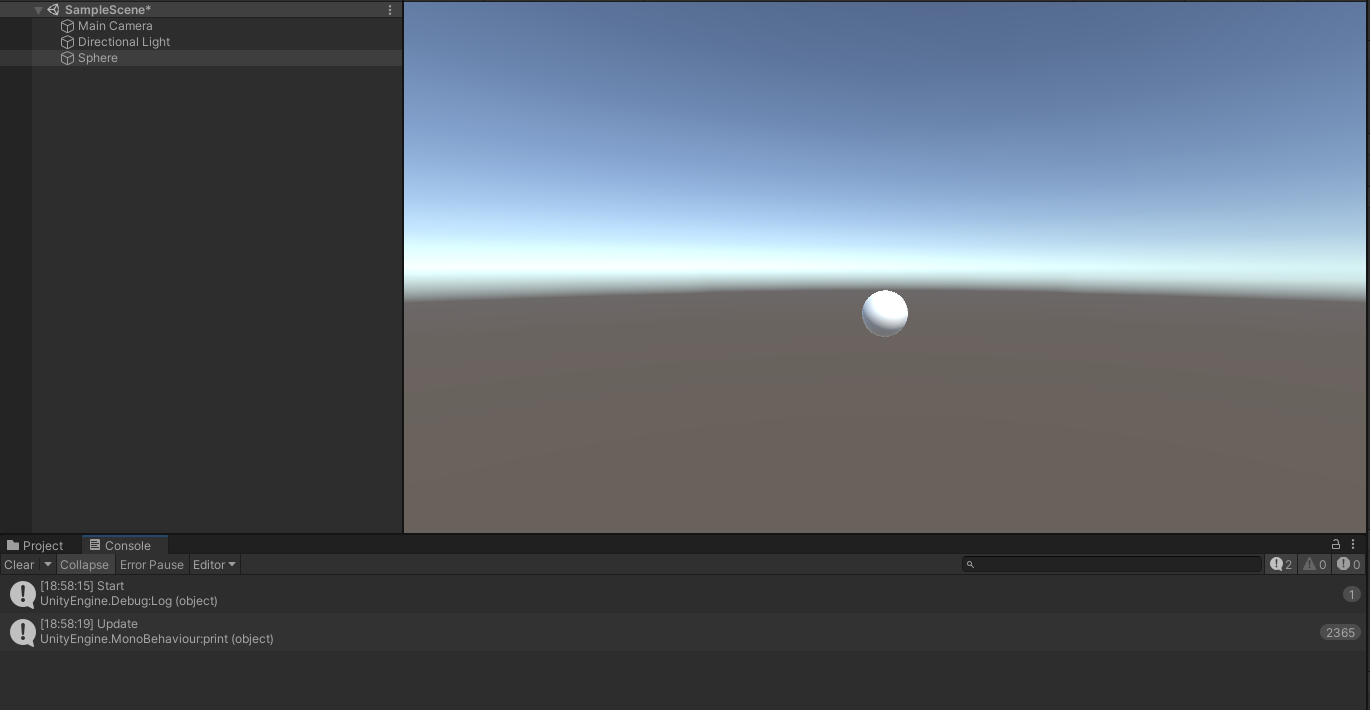 SampleScene*
Main Camera
Directional Light
Sphere
Project Console
Clear Collapse Error Pause Editor 2 0 0
[18:58:15] Start
UnityEngine.Debug:Log (object) 1
[18:58:19] Update
UnityEngine.MonoBehaviour:print (object) 2365